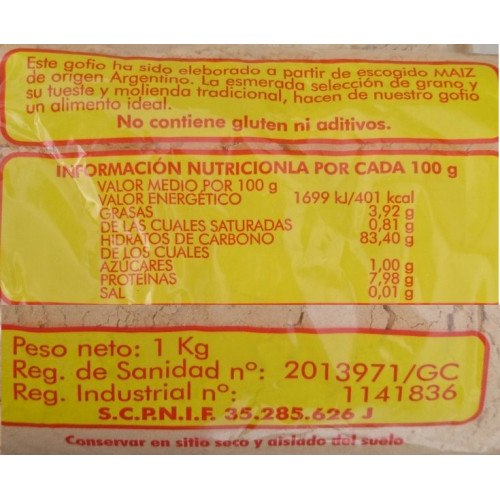 Este gofio ha sido eleborado a partir de escogido MAIZ
de origen Argentino. La esmerada selección de grano y
su tueste y molienda tradicional, hacen de nuestro gofio
un alimento ideal.
No contiene gluten ni aditivos.
INFORMACIÓN NUTRICIONLA POR CADA 100 g
VALOR MEDIO POR 100 g
VALOR ENERGÉTICO 1699 kJ/401 kcal
GRASAS 3,92 g
DE LAS CUALES SATURADAS 0,81 g
HIDRATOS DE CARBONO 83,40 g
DE LOS CUALES
AZÚCARES 1,00 g
PROTEÍNAS 7,98 g
SAL 0,01 g
Peso neto: 1 Kg
Reg. de Sanidad nº: 2013971/GC
Reg. Industrial nº: 1141836
S.C.P.N.I.F. 35.285.626 J
Conservar en sitio seco y aislado del suelo